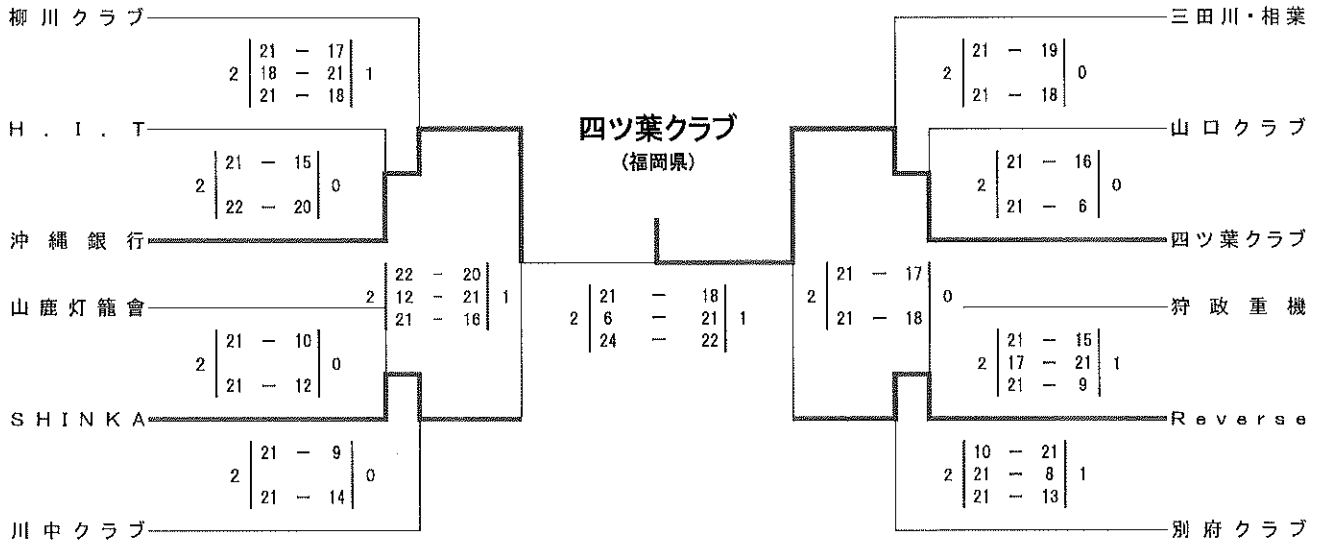 柳川クラブ
2 21 － 17 1
18 － 21
21 － 18
H．I．T
2 21 － 15 0
22 － 20
沖縄銀行
山鹿灯籠會
2 22 － 20 1
12 － 21
21 － 16
2 21 － 10 0
21 － 12
SHINKA
2 21 － 9 0
21 － 14
川中クラブ
四ツ葉クラブ
(福岡県)
2 21 － 18 1
6 － 21
24 － 22
三田川・相葉
2 21 － 19 0
21 － 18
山口クラブ
2 21 － 16 0
21 － 6
四ツ葉クラブ
2 21 － 17 0
21 － 18
狩政重機
2 21 － 15 1
17 － 21
21 － 9
Reverse
2 10 － 21 1
21 － 8
21 － 13
別府クラブ